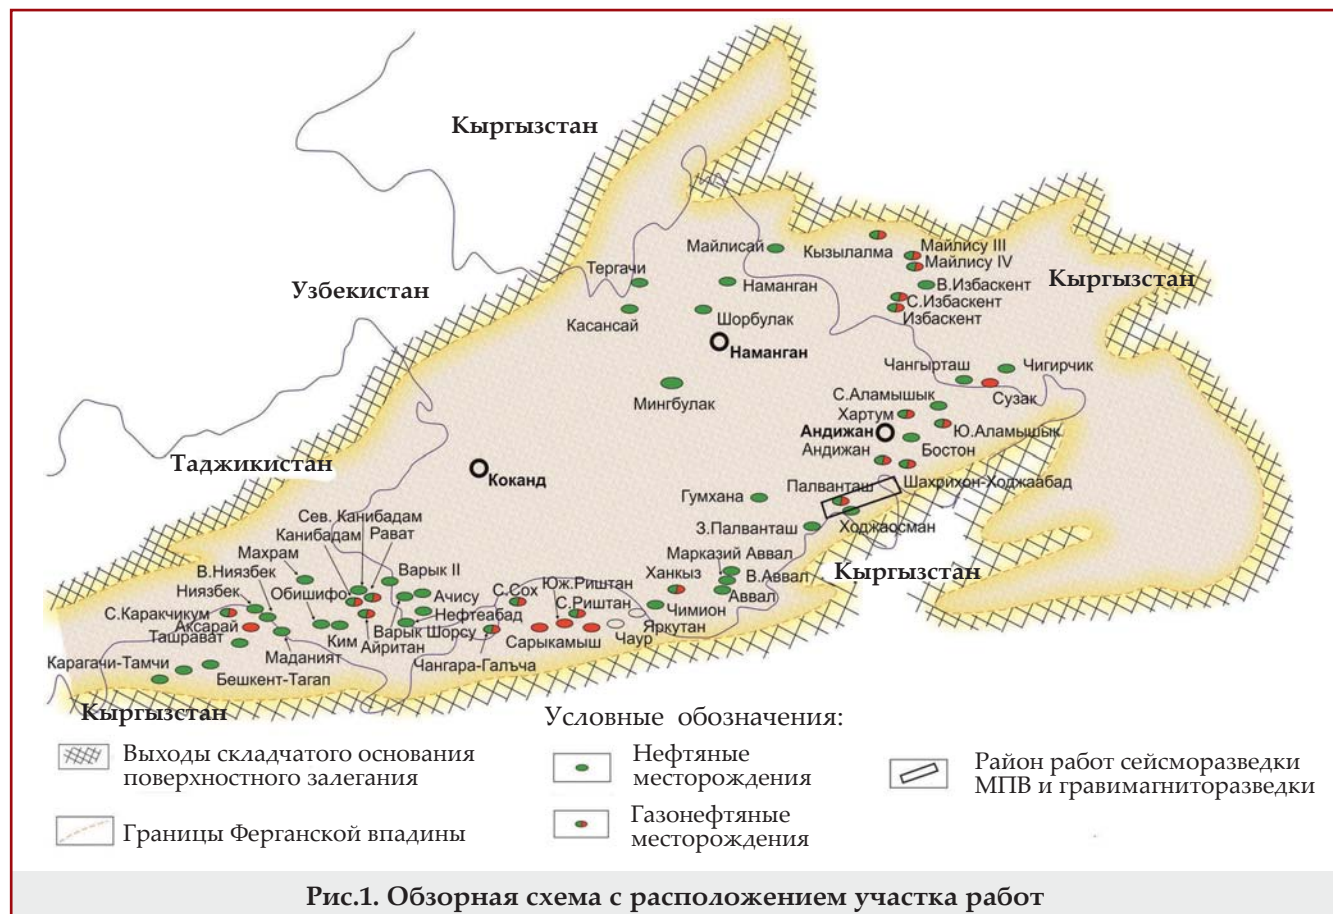 Кыргызстан
Майлисай
Кызылалма
Майлису III
Майлису IV
Кыргызстан
Тергачи
Узбекистан
Наманган
В.Избаскент
С.Избаскент
Избаскент
Касансай
Шорбулак
Наманган
Чангырташ
Чигирчик
Мингбулак
С.Аламышык
Сузак
Хартум
Андижан
Ю.Аламышык
Андижан
Бостон
Таджикистан
Коканд
Палванташ
Шахрихон-Ходжаабад
Гумхана
Сев. Канибадам
Канибадам
Рават
З.Палванташ
Ходжаосман
Махрам
Марказий Аввал
В.Ниязбек
Варык II
Ханкыз
В.Аввал
Кыргызстан
Ниязбек
Обишифо
Ачису
С.Сох
Юж.Риштан
Аввал
С.Каракчикум
Нефтеабад
С.Риштан
Чимион
Аксарай
Яркутан
Ташрават
Ким
Варык Шорсу
Сарыкамыш
Чаур
Айритан
Маданият
Чангара-Галъча
Карагачи-Тамчи
Бешкент-Тагап
Кыргызстан
Условные обозначения:
Выходы складчатого основания
поверхностного залегания
Границы Ферганской впадины
Нефтяные
месторождения
Газонефтяные
месторождения
Район работ сейсморазведки
МПВ и гравимагниторазведки
Рис.1. Обзорная схема с расположением участка работ